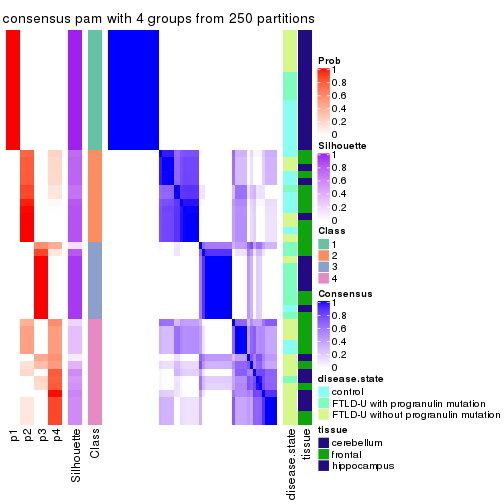 consensus pam with 4 groups from 250 partitions
Prob
1
0.8
0.6
0.4
0.2
0
Silhouette
1
0.8
0.6
0.4
0.2
0
Class
1
2
3
4
Consensus
1
0.8
0.6
0.4
0.2
0
disease.state
control
FTLD-U with progranulin mutation
FTLD-U without progranulin mutation
tissue
cerebellum
frontal
hippocampus
p1
p2
p3
p4
Silhouette
Class
disease.state
tissue